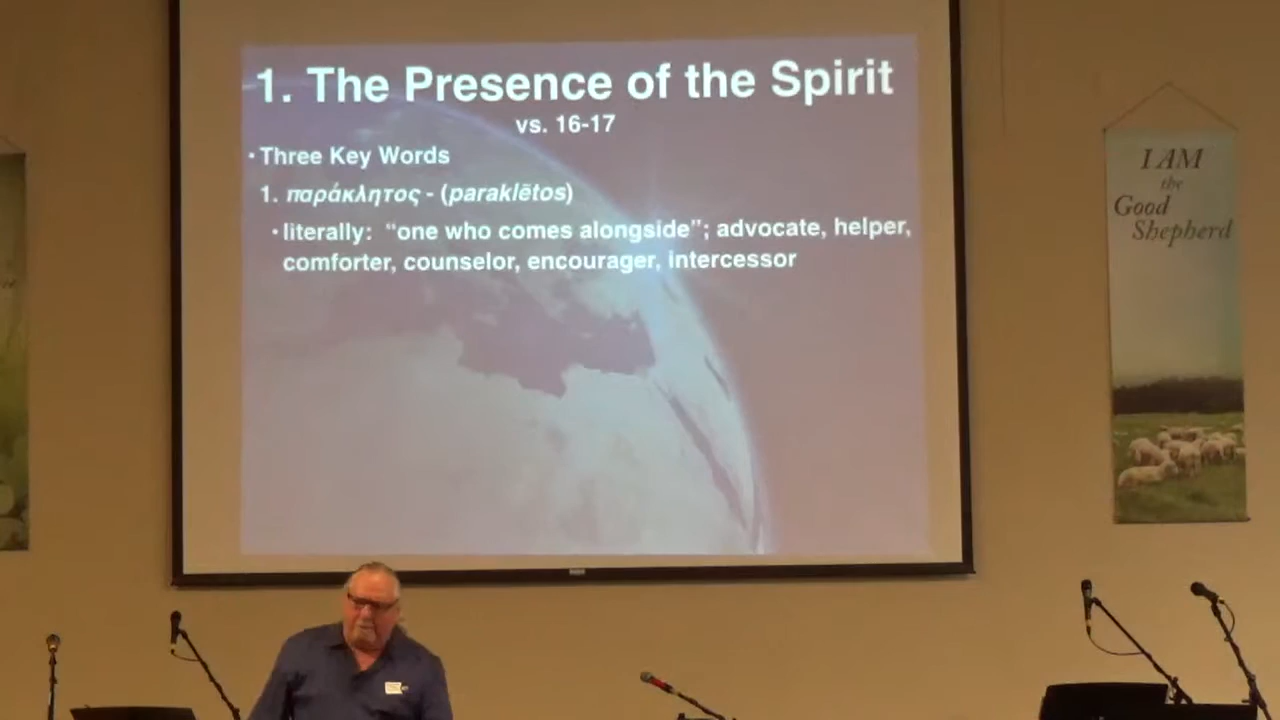 1. The Presence of the Spirit
vs. 16-17
· Three Key Words
1. παράκλητος - (paraklētos)
· literally: “one who comes alongside”; advocate, helper,
comforter, counselor, encourager, intercessor
I AM
the
Good
Shepherd